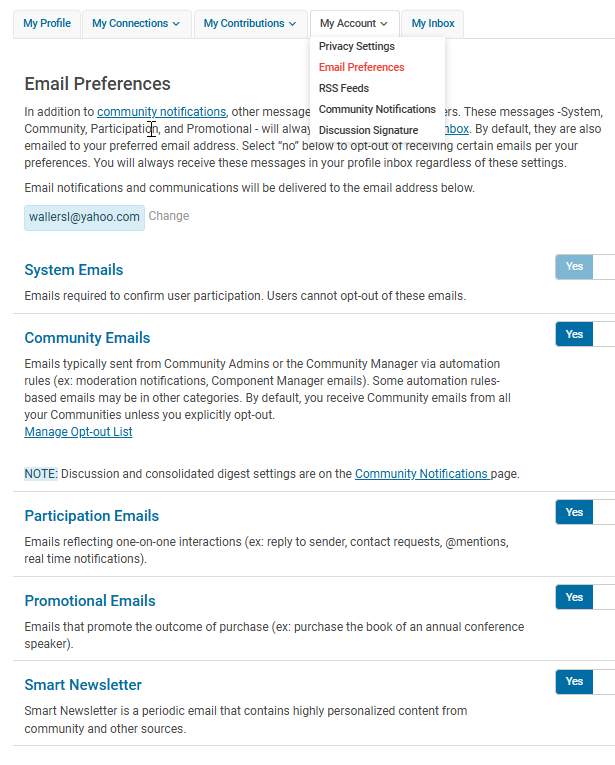 My Profile My Connections My Contributions My Account My Inbox
Privacy Settings
Email Preferences
RSS Feeds
Community Notifications
Discussion Signature
Email Preferences
In addition to community notifications, other message ers. These messages -System,
Community, Participation, and Promotional - will alway nbox. By default, they are also
emailed to your preferred email address. Select “no” below to opt-out of receiving certain emails per your
preferences. You will always receive these messages in your profile inbox regardless of these settings.
Email notifications and communications will be delivered to the email address below.
wallersl@yahoo.com Change
System Emails Yes
Emails required to confirm user participation. Users cannot opt-out of these emails.
Community Emails Yes
Emails typically sent from Community Admins or the Community Manager via automation
rules (ex: moderation notifications, Component Manager emails). Some automation rules-
based emails may be in other categories. By default, you receive Community emails from all
your Communities unless you explicitly opt-out.
Manage Opt-out List
NOTE: Discussion and consolidated digest settings are on the Community Notifications page.
Participation Emails Yes
Emails reflecting one-on-one interactions (ex: reply to sender, contact requests, @mentions,
real time notifications).
Promotional Emails Yes
Emails that promote the outcome of purchase (ex: purchase the book of an annual conference
speaker).
Smart Newsletter Yes
Smart Newsletter is a periodic email that contains highly personalized content from
community and other sources.